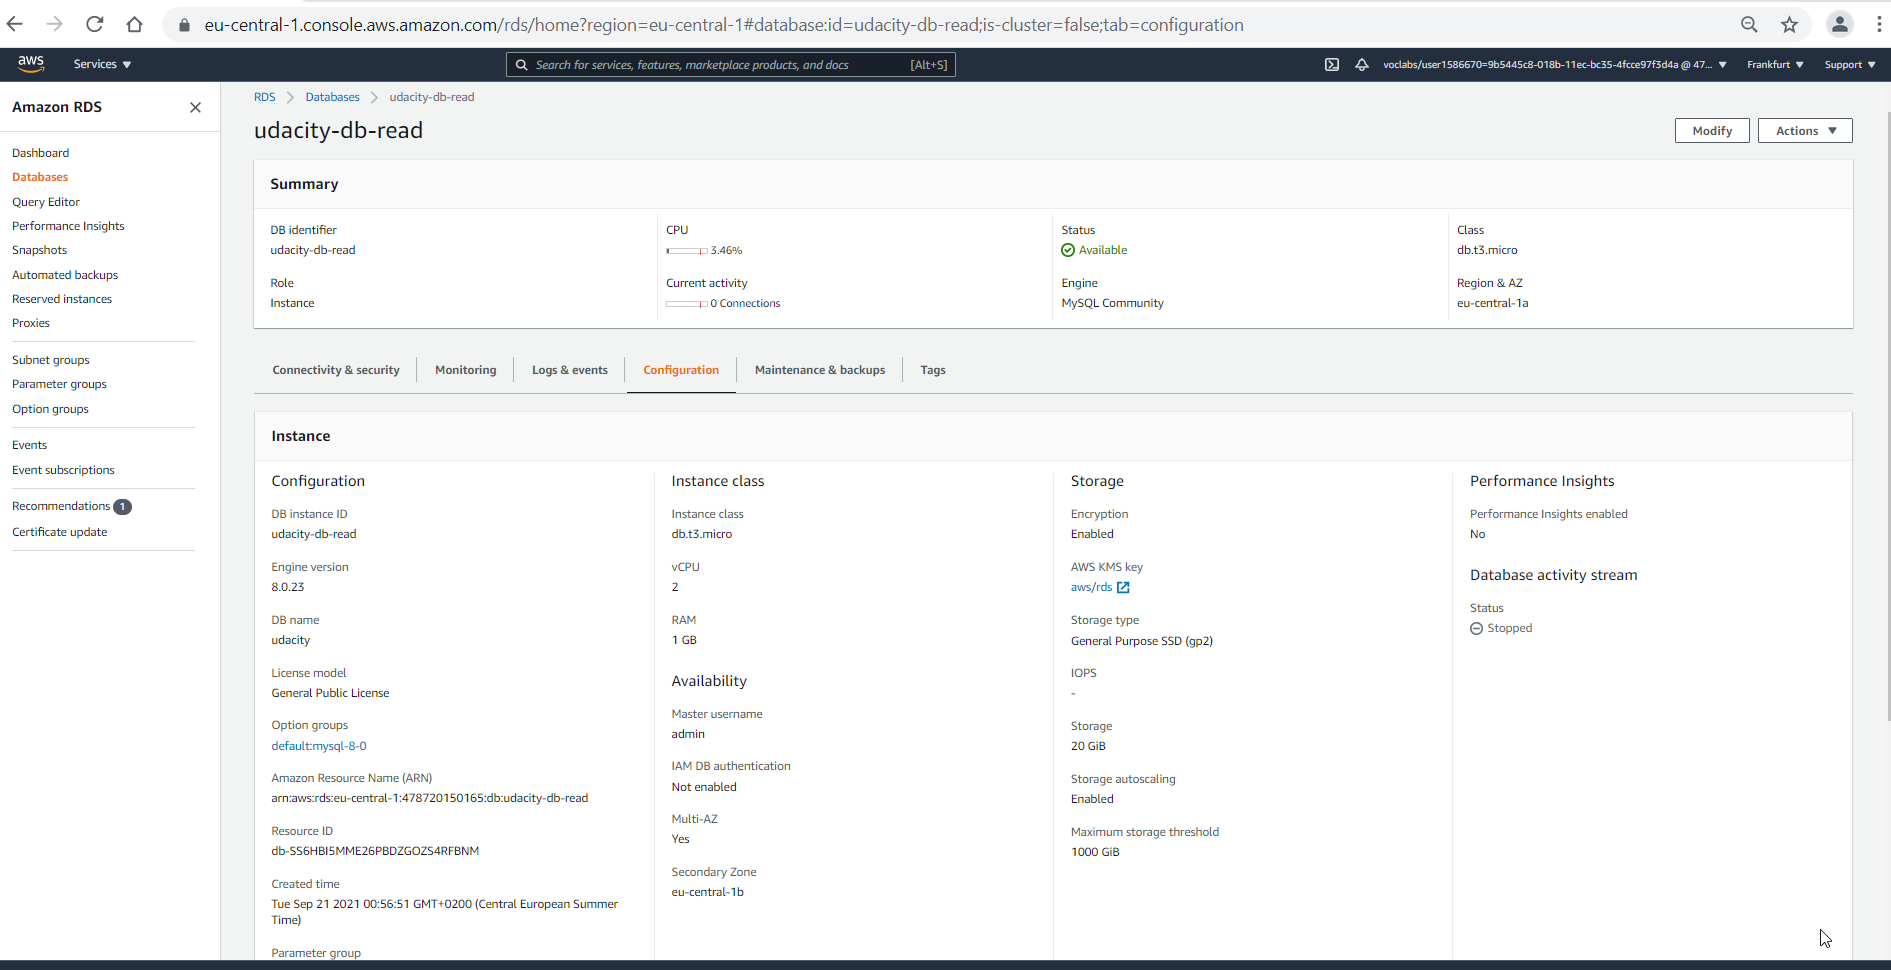 eu-central-1.console.aws.amazon.com/rds/home?region=eu-central-1#database:id=udacity-db-read;is-cluster=false;tab=configuration
aws
Services
Search for services, features, marketplace products, and docs
[Alt+S]
voclabs/user1586670=9b5445c8-018b-11ec-bc35-4fcce97f3d4a @ 47...
Frankfurt
Support
Amazon RDS
Dashboard
Databases
Query Editor
Performance Insights
Snapshots
Automated backups
Reserved instances
Proxies
Subnet groups
Parameter groups
Option groups
Events
Event subscriptions
Recommendations 1
Certificate update
RDS > Databases > udacity-db-read
udacity-db-read
Modify
Actions
Summary
DB identifier
udacity-db-read
Role
Instance
CPU
3.46%
Current activity
0 Connections
Status
Available
Engine
MySQL Community
Class
db.t3.micro
Region & AZ
eu-central-1a
Connectivity & security
Monitoring
Logs & events
Configuration
Maintenance & backups
Tags
Instance
Configuration
DB instance ID
udacity-db-read
Engine version
8.0.23
DB name
udacity
License model
General Public License
Option groups
default:mysql-8-0
Amazon Resource Name (ARN)
arn:aws:rds:eu-central-1:478720150165:db:udacity-db-read
Resource ID
db-SS6HBI5MME26PBDZGOZS4RFBNM
Created time
Tue Sep 21 2021 00:56:51 GMT+0200 (Central European Summer
Time)
Parameter group
Instance class
Instance class
db.t3.micro
vCPU
2
RAM
1 GB
Availability
Master username
admin
IAM DB authentication
Not enabled
Multi-AZ
Yes
Secondary Zone
eu-central-1b
Storage
Encryption
Enabled
AWS KMS key
aws/rds
Storage type
General Purpose SSD (gp2)
IOPS
-
Storage
20 GiB
Storage autoscaling
Enabled
Maximum storage threshold
1000 GiB
Performance Insights
Performance Insights enabled
No
Database activity stream
Status
Stopped